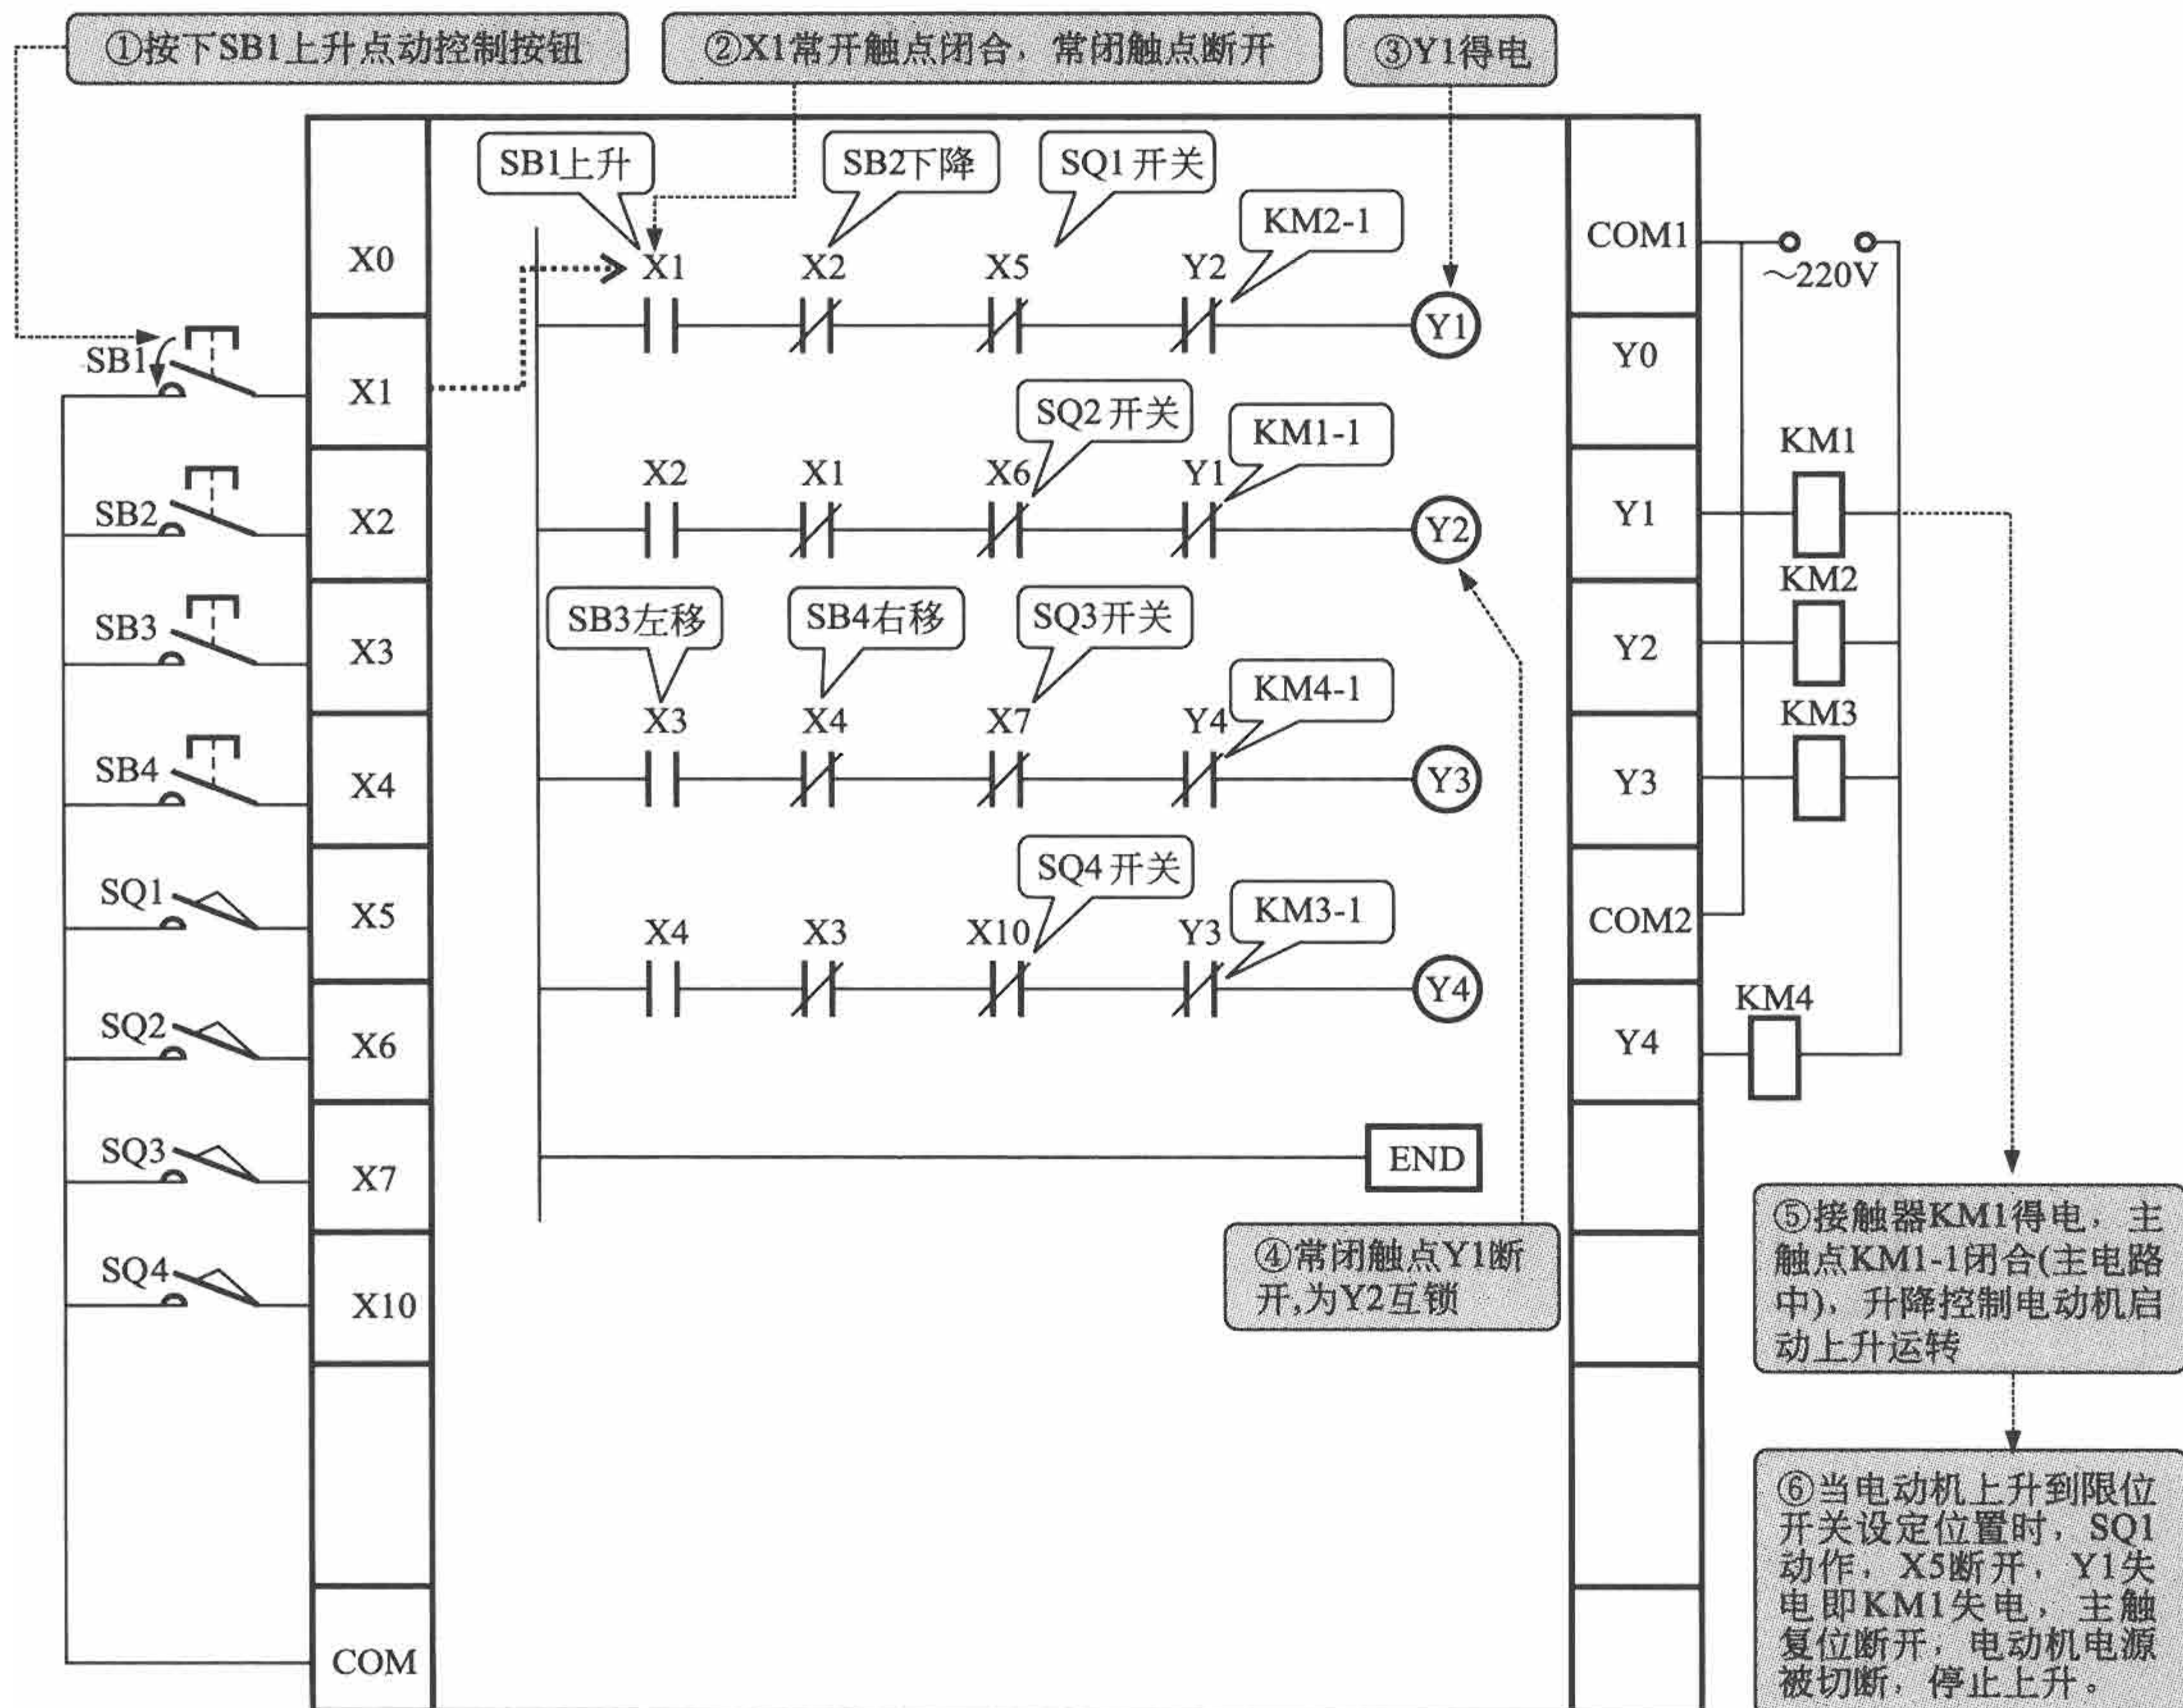 ①按下SB1上升点动控制按钮
②X1常开触点闭合，常闭触点断开
③Y1得电
SB1上升
SB2下降
SQ1开关
KM2-1
X1
X2
X5
Y2
Y1
SQ2开关
KM1-1
X2
X1
X6
Y1
Y2
SB3左移
SB4右移
SQ3开关
KM4-1
X3
X4
X7
Y4
Y3
SQ4开关
KM3-1
X4
X3
X10
Y3
Y4
END
④常闭触点Y1断
开,为Y2互锁
SB1
SB2
SB3
SB4
SQ1
SQ2
SQ3
SQ4
X0
X1
X2
X3
X4
X5
X6
X7
X10
COM
COM1
Y0
Y1
Y2
Y3
COM2
Y4
～220V
KM1
KM2
KM3
KM4
⑤接触器KM1得电，主
触点KM1-1闭合(主电路
中)，升降控制电动机启
动上升运转
⑥当电动机上升到限位
开关设定位置时，SQ1
动作，X5断开，Y1失
电即KM1失电，主触
复位断开，电动机电源
被切断，停止上升。